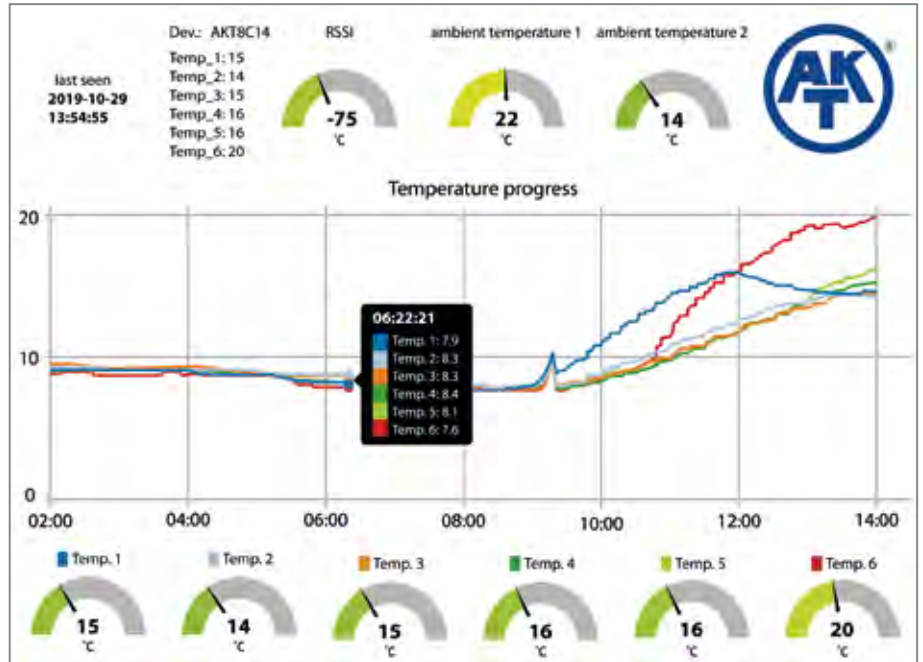 Dev.: AKT8C14
RSSI
ambient temperature 1
ambient temperature 2
last seen
2019-10-29
13:54:55
Temp_1: 15
Temp_2: 14
Temp_3: 15
Temp_4: 16
Temp_5: 16
Temp_6: 20
-75
°C
22
°C
14
°C
AKT
®
Temperature progress
20
10
0
06:22:21
Temp. 1: 7.9
Temp. 2: 8.3
Temp. 3: 8.3
Temp. 4: 8.4
Temp. 5: 8.1
Temp. 6: 7.6
02:00
04:00
06:00
08:00
10:00
12:00
14:00
Temp. 1
Temp. 2
Temp. 3
Temp. 4
Temp. 5
Temp. 6
15
°C
14
°C
15
°C
16
°C
16
°C
20
°C